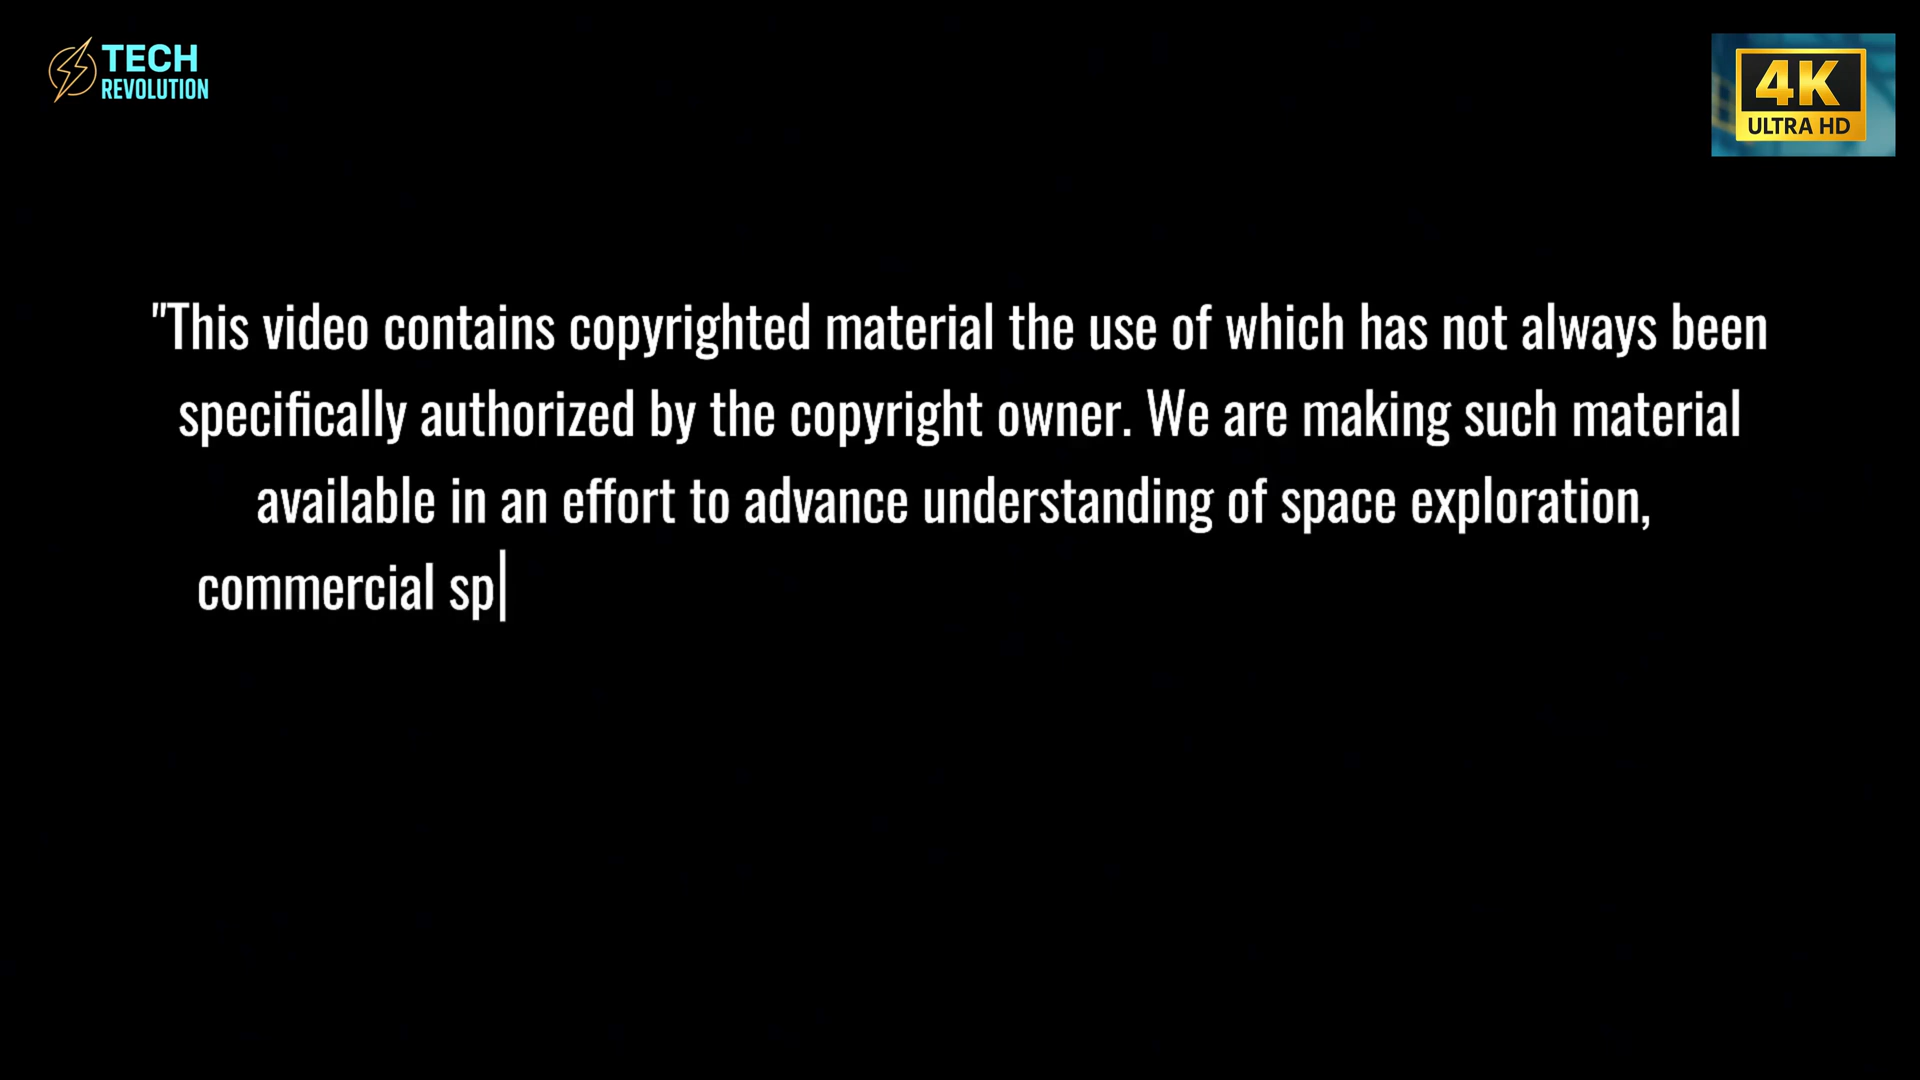 TECH
REVOLUTION
4K
ULTRA HD
"This video contains copyrighted material the use of which has not always been
specifically authorized by the copyright owner. We are making such material
available in an effort to advance understanding of space exploration,
commercial sp